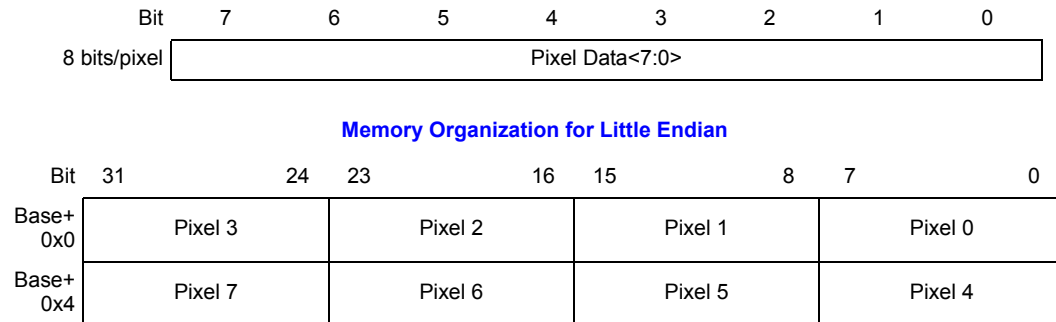 Bit 7 6 5 4 3 2 1 0
8 bits/pixel Pixel Data<7:0>
Memory Organization for Little Endian
Bit 31 24 23 16 15 8 7 0
Base+
0x0 Pixel 3 Pixel 2 Pixel 1 Pixel 0
Base+
0x4 Pixel 7 Pixel 6 Pixel 5 Pixel 4